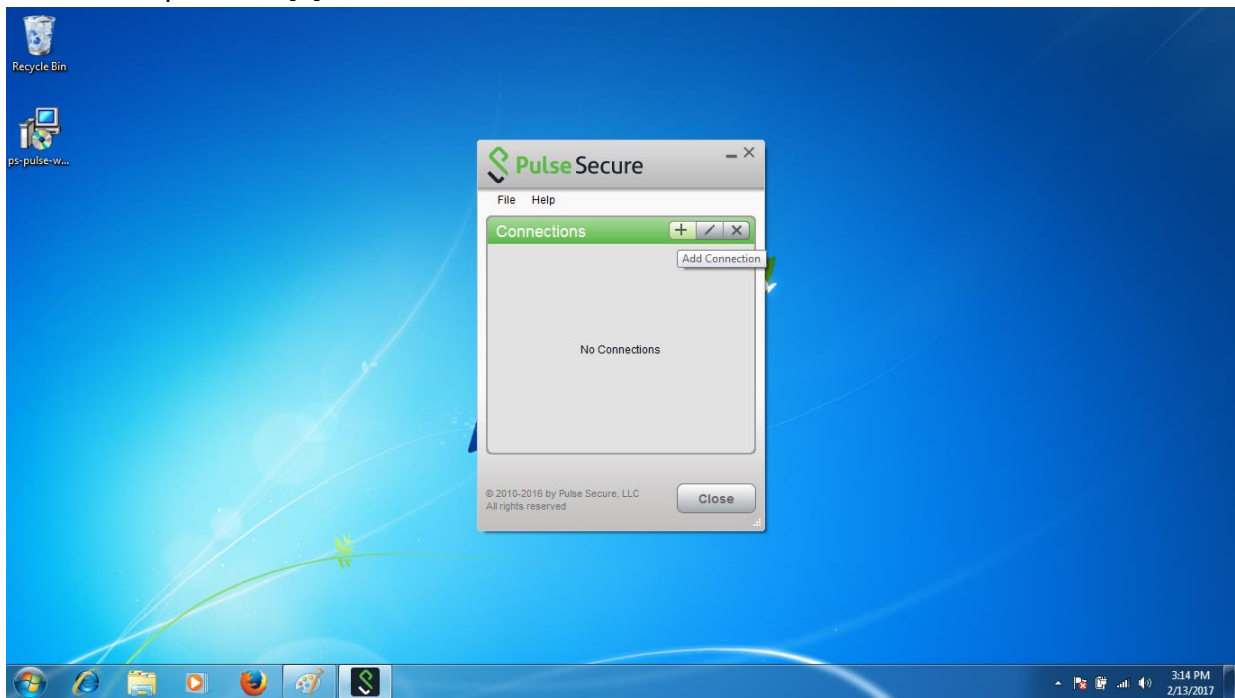 Recycle Bin
ps-pulse-w...
Pulse Secure
File Help
Connections
Add Connection
No Connections
© 2010-2016 by Pulse Secure, LLC
All rights reserved
Close
3:14 PM
2/13/2017